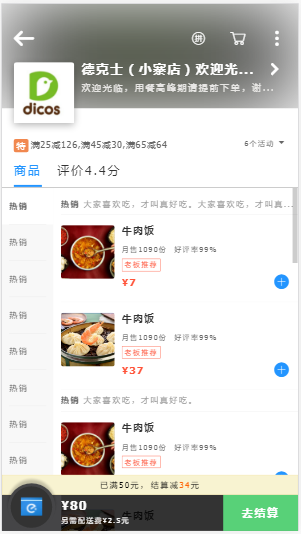 拼
德克士（小寨店）欢迎光...
欢迎光临，用餐高峰期请提前下单，谢...
dicos
特 满25减126,满45减30,满65减64 6个活动
商品 评价4.4分
热销
热销
热销
热销
热销
热销
热销
热销
热销 大家喜欢吃，才叫真好吃。大家喜欢吃，才叫真...
牛肉饭
月售1090份 好评率99%
老板推荐
¥7
牛肉饭
月售1090份 好评率99%
老板推荐
¥37
热销 大家喜欢吃，才叫真好吃。
牛肉饭
月售1090份 好评率99%
老板推荐
已满50元，结算减34元
¥80
另需配送费¥2.5元
去结算